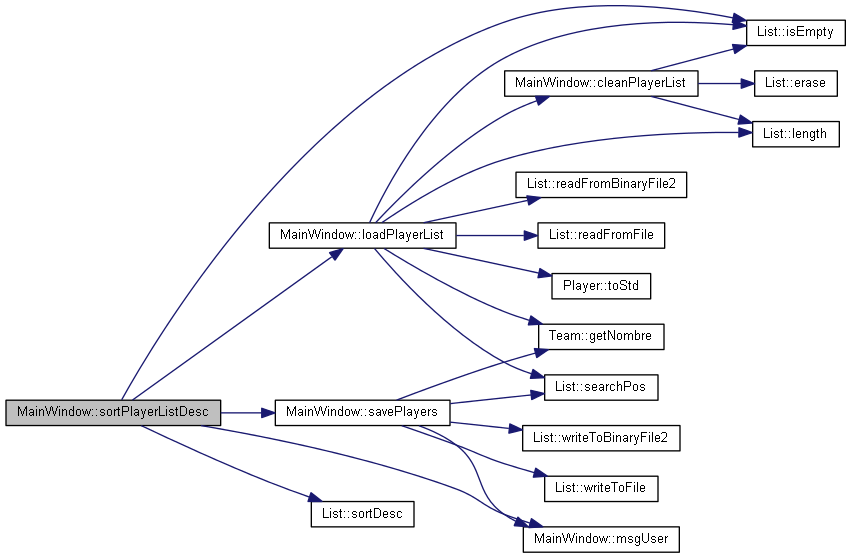 List::isEmpty
MainWindow::cleanPlayerList
List::erase
List::length
List::readFromBinaryFile2
MainWindow::loadPlayerList
List::readFromFile
Player::toStd
Team::getNombre
List::searchPos
MainWindow::sortPlayerListDesc
MainWindow::savePlayers
List::writeToBinaryFile2
List::writeToFile
List::sortDesc
MainWindow::msgUser